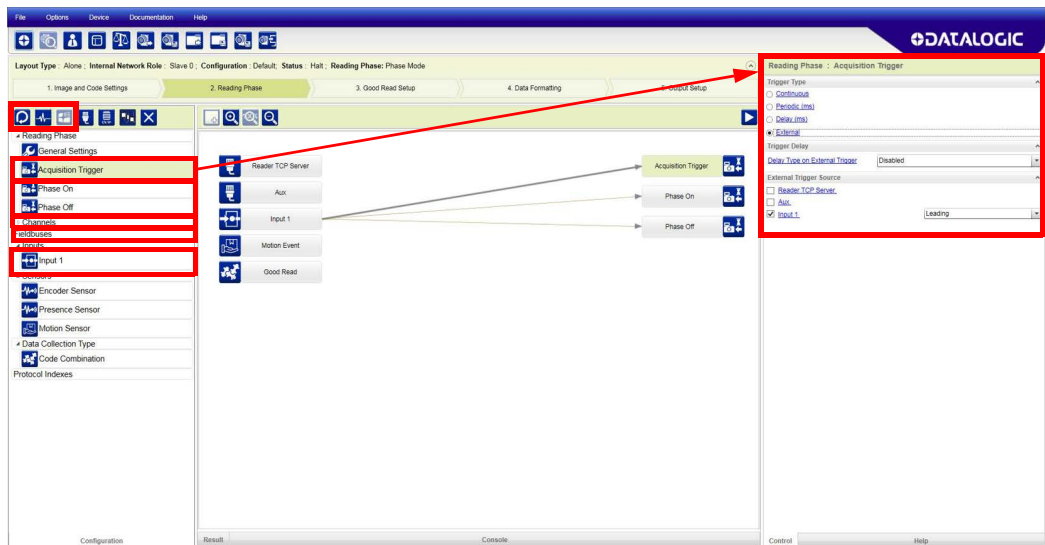 File Options Device Documentation Help
DATALOGIC
Layout Type : Alone ; Internal Network Role : Slave 0 ; Configuration : Default; Status : Halt ; Reading Phase: Phase Mode
1. Image and Code Settings 2. Reading Phase 3. Good Read Setup 4. Data Formatting 5. Output Setup
Reading Phase
General Settings
Acquisition Trigger
Phase On
Phase Off
Channels
Fieldbuses
Inputs
Input 1
Sensors
Encoder Sensor
Presence Sensor
Motion Sensor
Data Collection Type
Code Combination
Protocol Indexes
Configuration
Reader TCP Server
Aux
Input 1
Motion Event
Good Read
Acquisition Trigger
Phase On
Phase Off
Result Console
Reading Phase : Acquisition Trigger
Trigger Type
Continuous
Periodic (ms)
Delay (ms)
External
Trigger Delay
Delay Type on External Trigger Disabled
External Trigger Source
Reader TCP Server
Aux
Input 1 Leading
Control Help